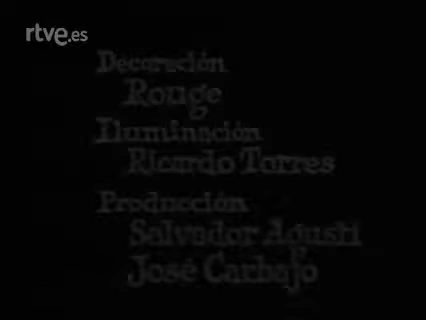 rtve.es
Decoración
Rouge
Iluminación
Ricardo Torres
Producción
Salvador Agustí
José Carbajo